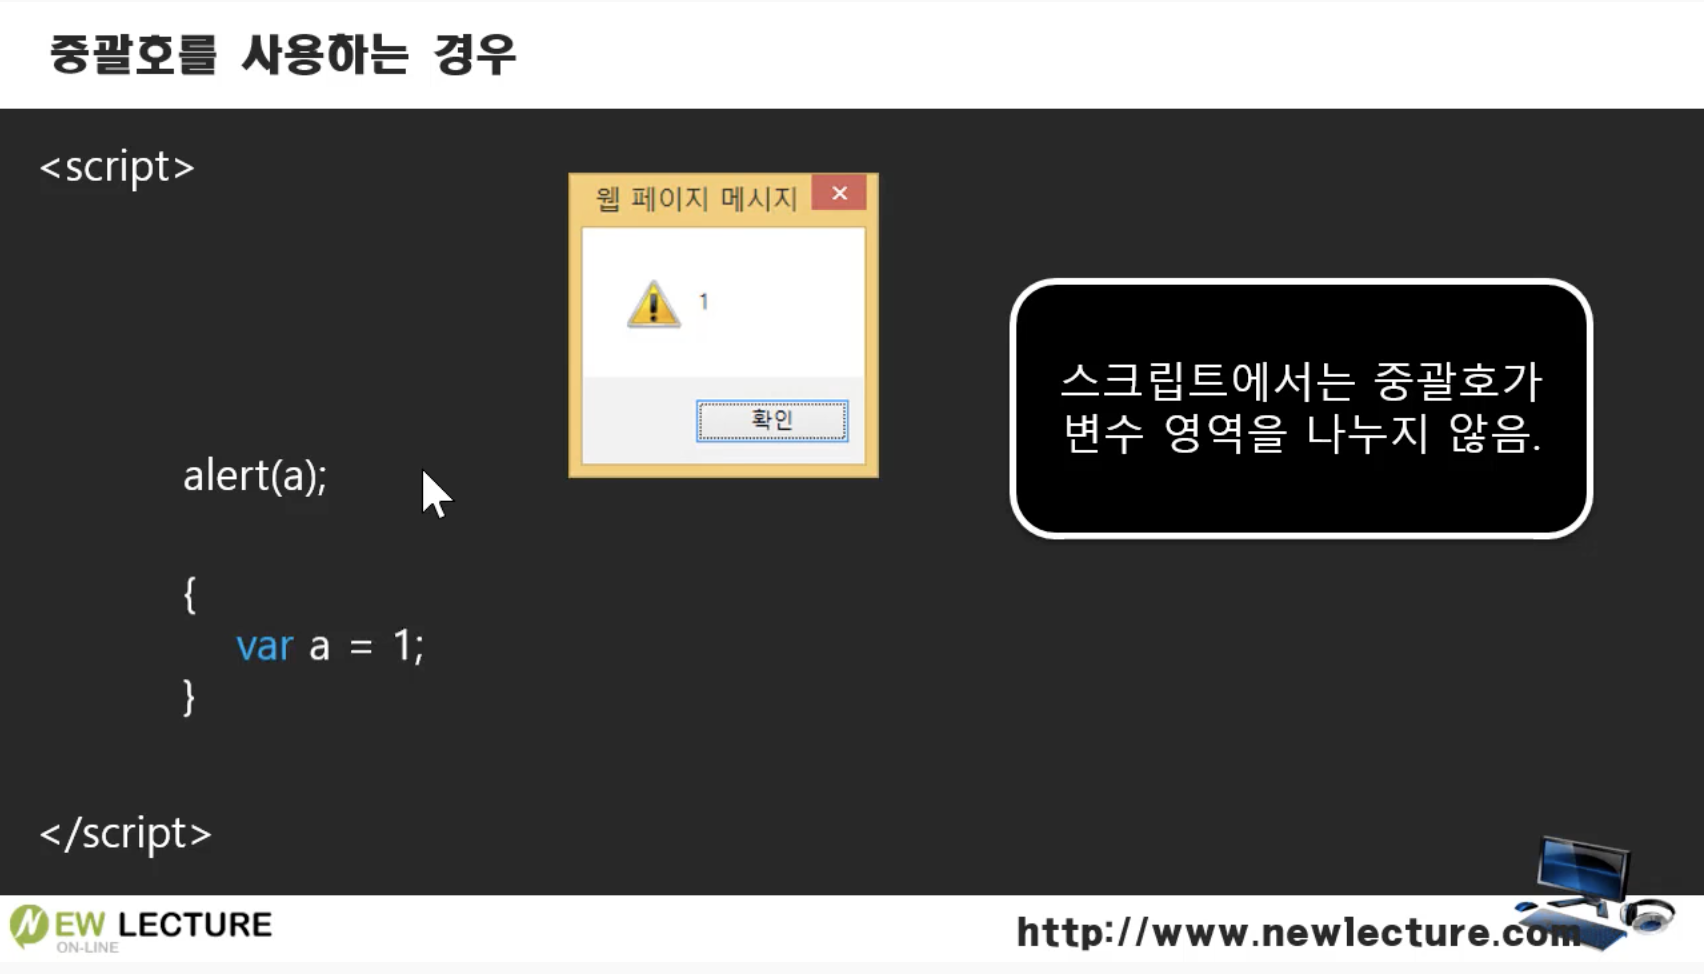 중괄호를 사용하는 경우
<script>
웹 페이지 메시지
1
확인
스크립트에서는 중괄호가
변수 영역을 나누지 않음.
alert(a);
{
var a = 1;
}
</script>
NEW LECTURE
ON-LINE
http://www.newlecture.com